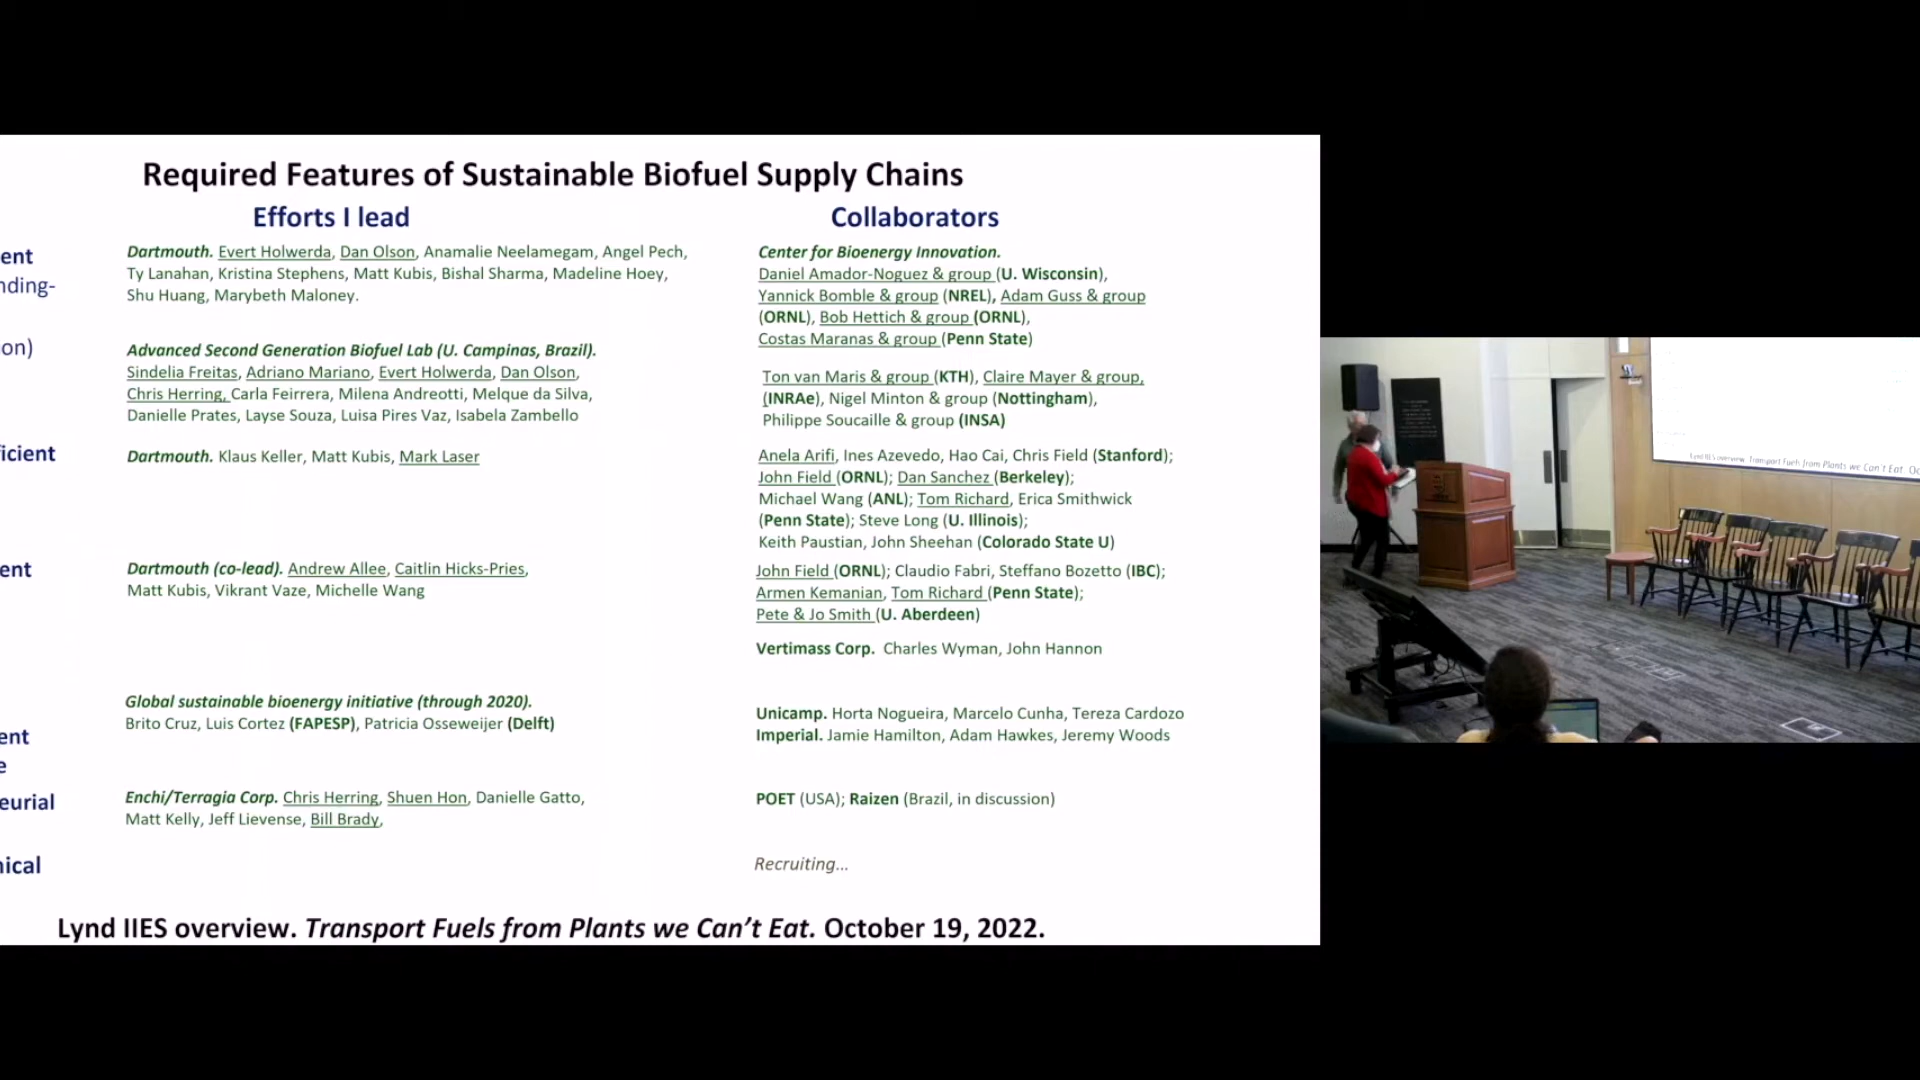 Required Features of Sustainable Biofuel Supply Chains
Efforts I lead
Collaborators
ent
nding-
on)
icient
ent
ent
e
eurial
nical
Dartmouth. Evert Holwerda, Dan Olson, Anamalie Neelamegam, Angel Pech,
Ty Lanahan, Kristina Stephens, Matt Kubis, Bishal Sharma, Madeline Hoey,
Shu Huang, Marybeth Maloney.
Advanced Second Generation Biofuel Lab (U. Campinas, Brazil).
Sindelia Freitas, Adriano Mariano, Evert Holwerda, Dan Olson,
Chris Herring, Carla Feirrera, Milena Andreotti, Melque da Silva,
Danielle Prates, Layse Souza, Luisa Pires Vaz, Isabela Zambello
Dartmouth. Klaus Keller, Matt Kubis, Mark Laser
Dartmouth (co-lead). Andrew Allee, Caitlin Hicks-Pries,
Matt Kubis, Vikrant Vaze, Michelle Wang
Global sustainable bioenergy initiative (through 2020).
Brito Cruz, Luis Cortez (FAPESP), Patricia Osseweijer (Delft)
Enchi/Terragia Corp. Chris Herring, Shuen Hon, Danielle Gatto,
Matt Kelly, Jeff Lievense, Bill Brady,
Center for Bioenergy Innovation.
Daniel Amador-Noguez & group (U. Wisconsin),
Yannick Bomble & group (NREL), Adam Guss & group
(ORNL), Bob Hettich & group (ORNL),
Costas Maranas & group (Penn State)
Ton van Maris & group (KTH), Claire Mayer & group,
(INRAe), Nigel Minton & group (Nottingham),
Philippe Soucaille & group (INSA)
Anela Arifi, Ines Azevedo, Hao Cai, Chris Field (Stanford);
John Field (ORNL); Dan Sanchez (Berkeley);
Michael Wang (ANL); Tom Richard, Erica Smithwick
(Penn State); Steve Long (U. Illinois);
Keith Paustian, John Sheehan (Colorado State U)
John Field (ORNL); Claudio Fabri, Steffano Bozetto (IBC);
Armen Kemanian, Tom Richard (Penn State);
Pete & Jo Smith (U. Aberdeen)
Vertimass Corp. Charles Wyman, John Hannon
Unicamp. Horta Nogueira, Marcelo Cunha, Tereza Cardozo
Imperial. Jamie Hamilton, Adam Hawkes, Jeremy Woods
POET (USA); Raizen (Brazil, in discussion)
Recruiting...
Lynd IIES overview. Transport Fuels from Plants we Can't Eat. October 19, 2022.
Lynd IIES overview. Transport Fuels from Plants we Can't Eat. Oc